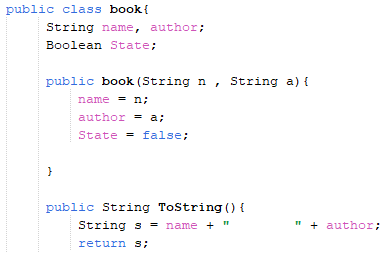 public class book{
String name, author;
Boolean State;
public book(String n , String a){
name = n;
author = a;
State = false;
}
public String ToString(){
String s = name + "         " + author;
return s;